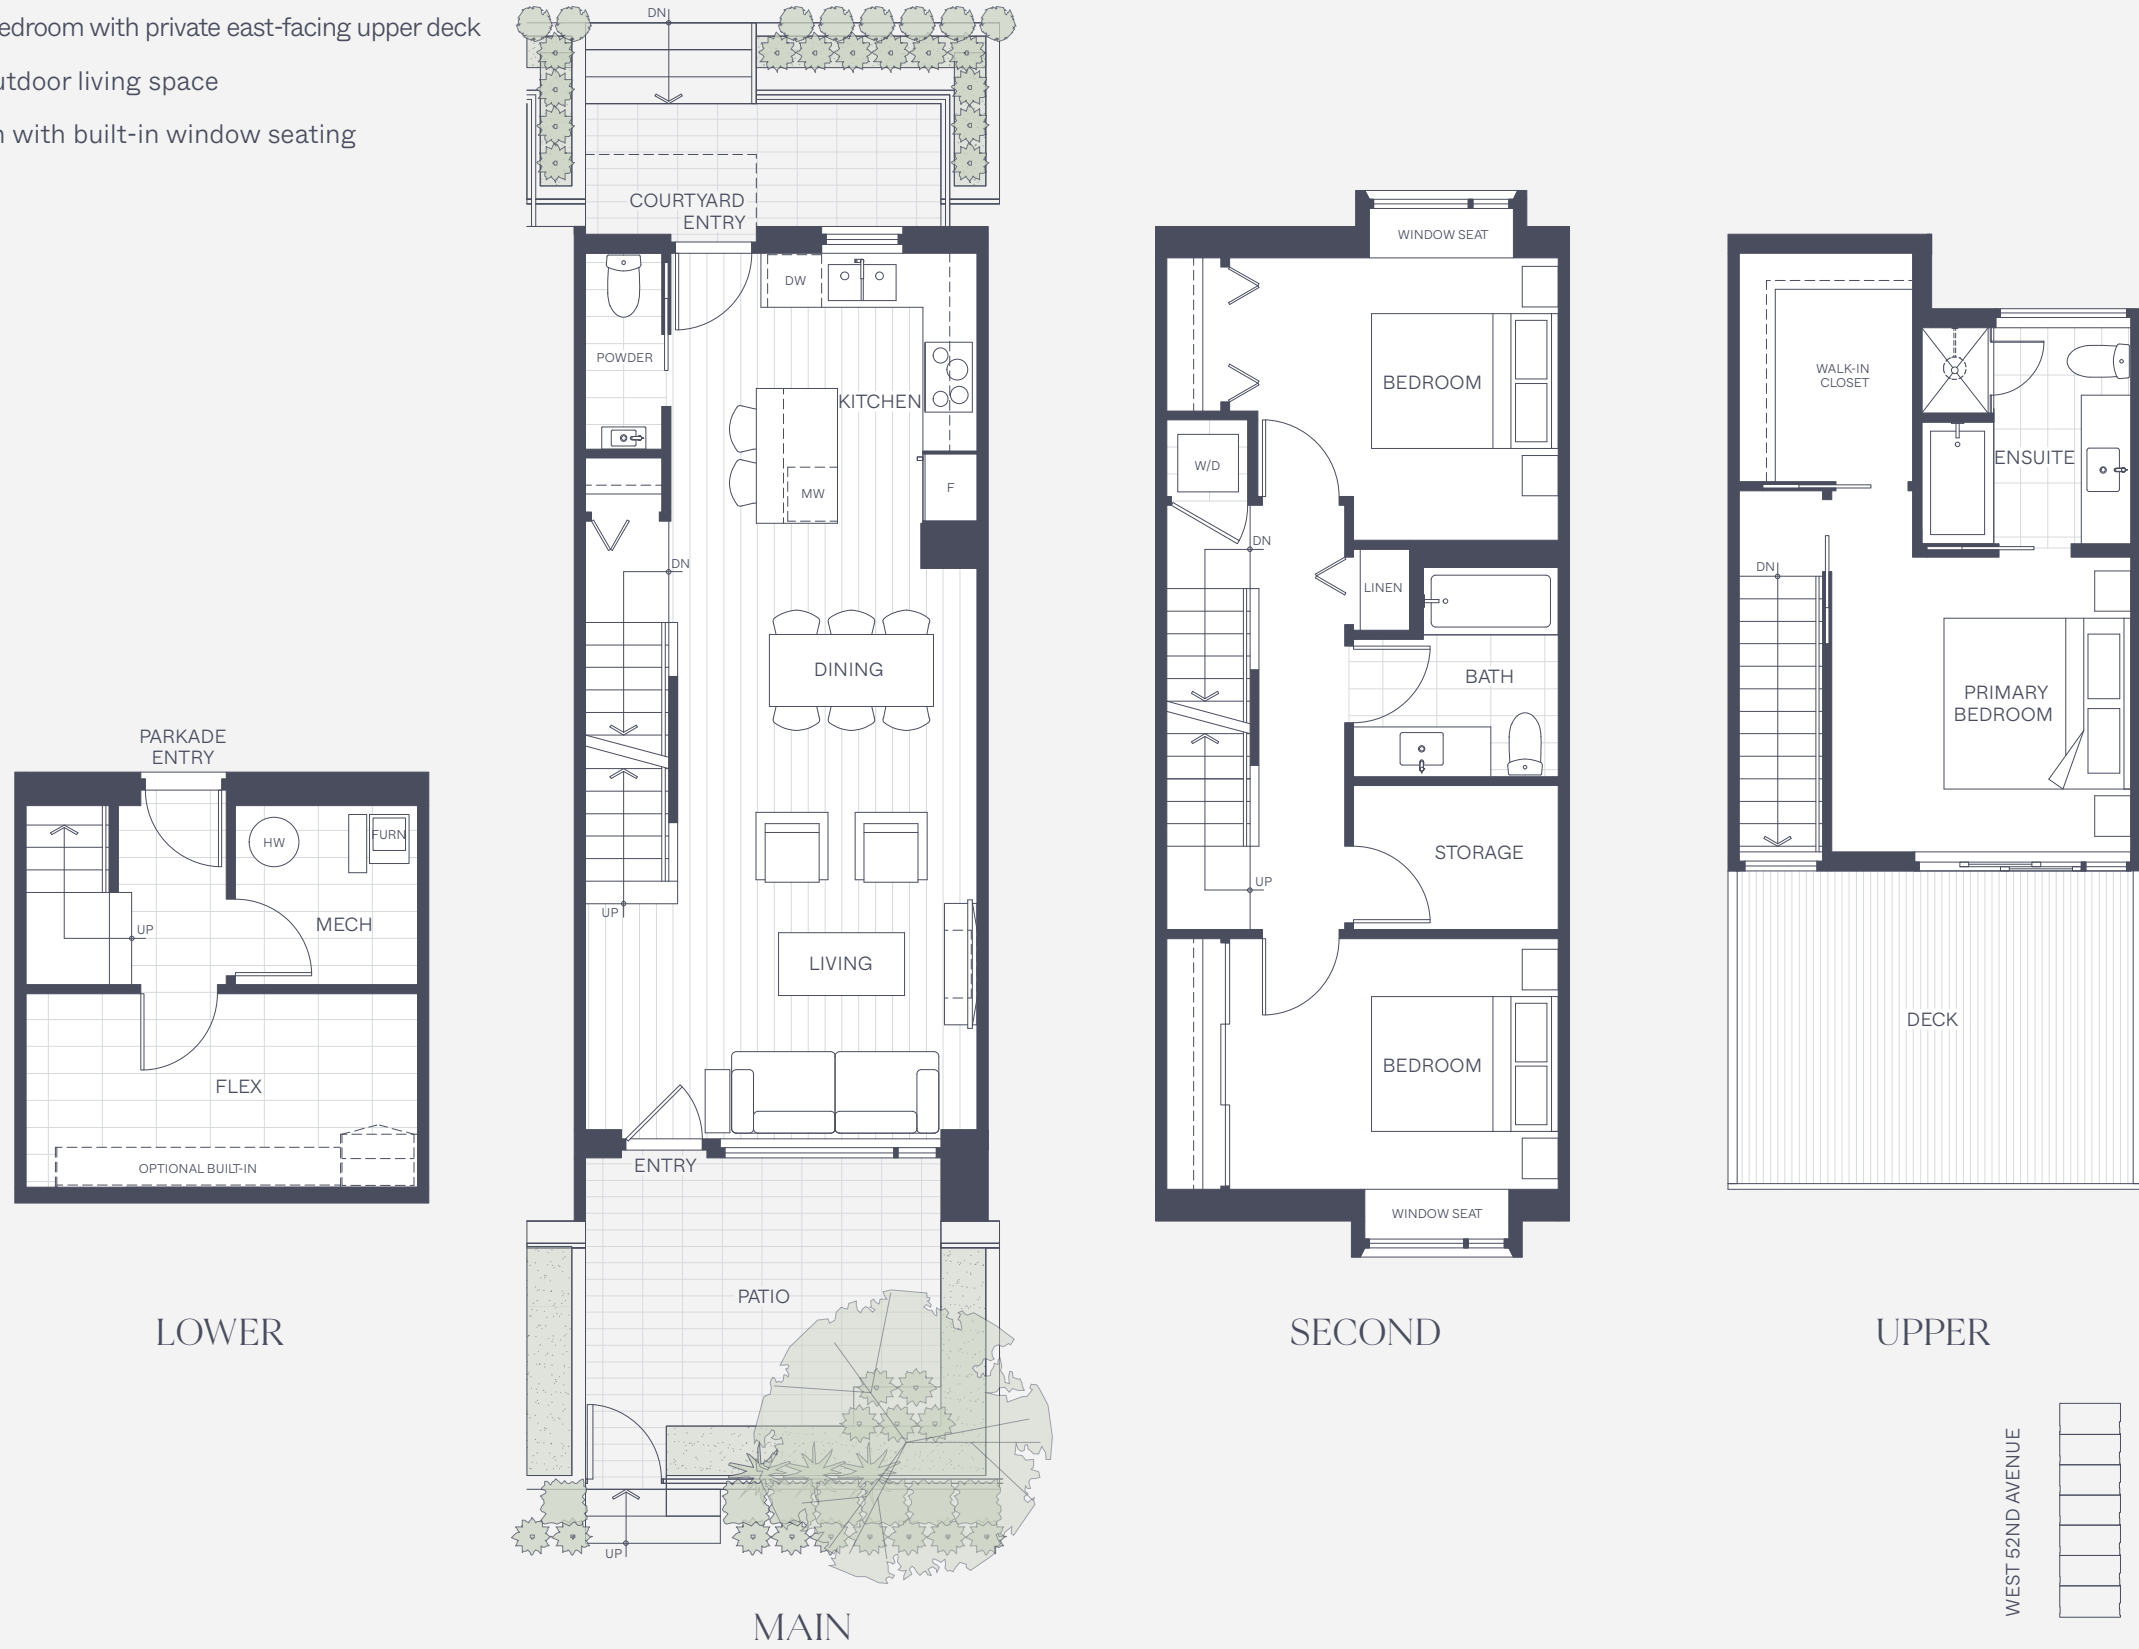 edroom with private east-facing upper deck
utdoor living space
with built-in window seating
PARKADE
ENTRY
HW
FURN
MECH
UP
FLEX
OPTIONAL BUILT-IN
LOWER
DN
COURTYARD
ENTRY
DW
POWDER
KITCHEN
MW
F
DN
DINING
UP
LIVING
ENTRY
PATIO
UP
MAIN
WINDOW SEAT
BEDROOM
W/D
DN
LINEN
BATH
STORAGE
UP
BEDROOM
WINDOW SEAT
SECOND
WALK-IN
CLOSET
ENSUITE
DN
PRIMARY
BEDROOM
DECK
UPPER
WEST 52ND AVENUE